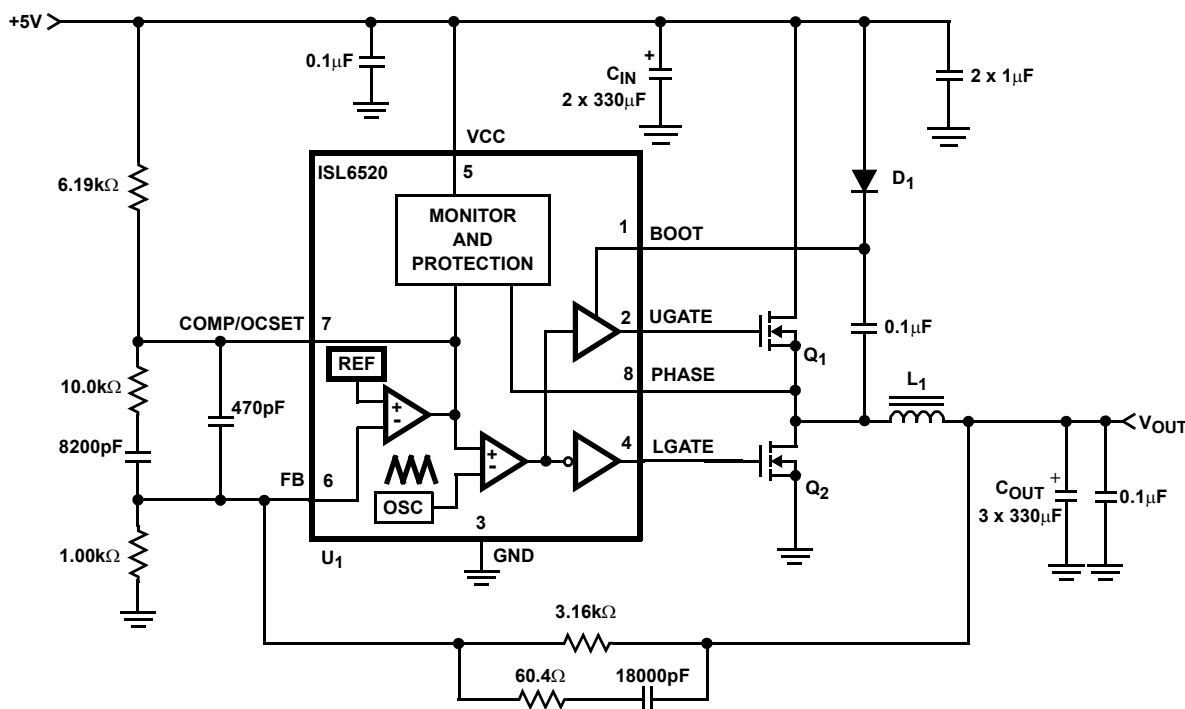 +5V
0.1µF
CIN
2 x 330µF
2 x 1µF
VCC
ISL6520
5
6.19kΩ
D1
MONITOR
AND
PROTECTION
1
BOOT
COMP/OCSET
7
2
UGATE
0.1µF
REF
Q1
8
PHASE
10.0kΩ
L1
+
-
470pF
8200pF
4
LGATE
VOUT
+
-
FB
6
Q2
COUT
+
3 x 330µF
0.1µF
OSC
3
1.00kΩ
U1
GND
3.16kΩ
60.4Ω
18000pF
+